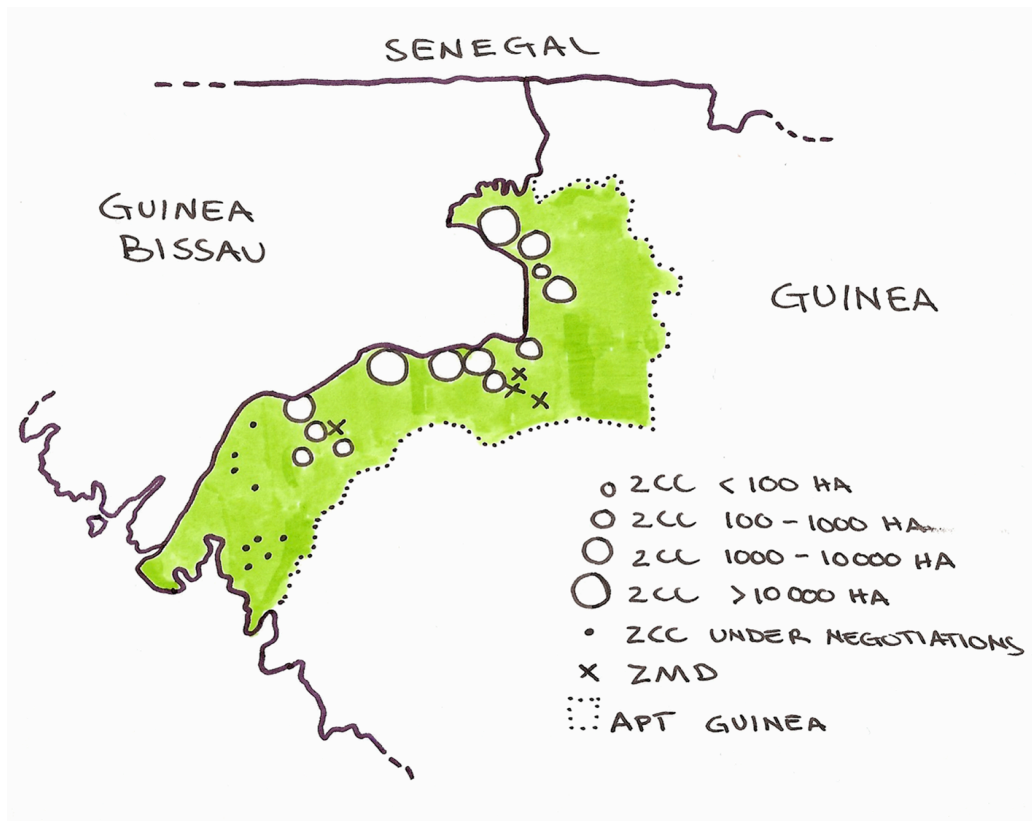 SENEGAL
GUINEA
BISSAU
GUINEA
ZCC < 100 HA
ZCC 100 - 1000 HA
ZCC 1000 - 10000 HA
ZCC > 10 000 HA
ZCC UNDER NEGOTIATIONS
ZMD
APT GUINEA